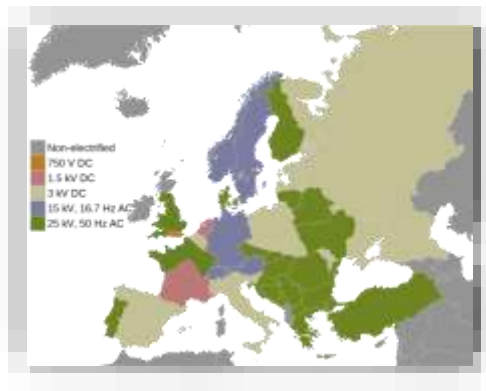 Non-electrified
750 V DC
1.5 kV DC
3 kV DC
15 kV, 16.7 Hz AC
25 kV, 50 Hz AC